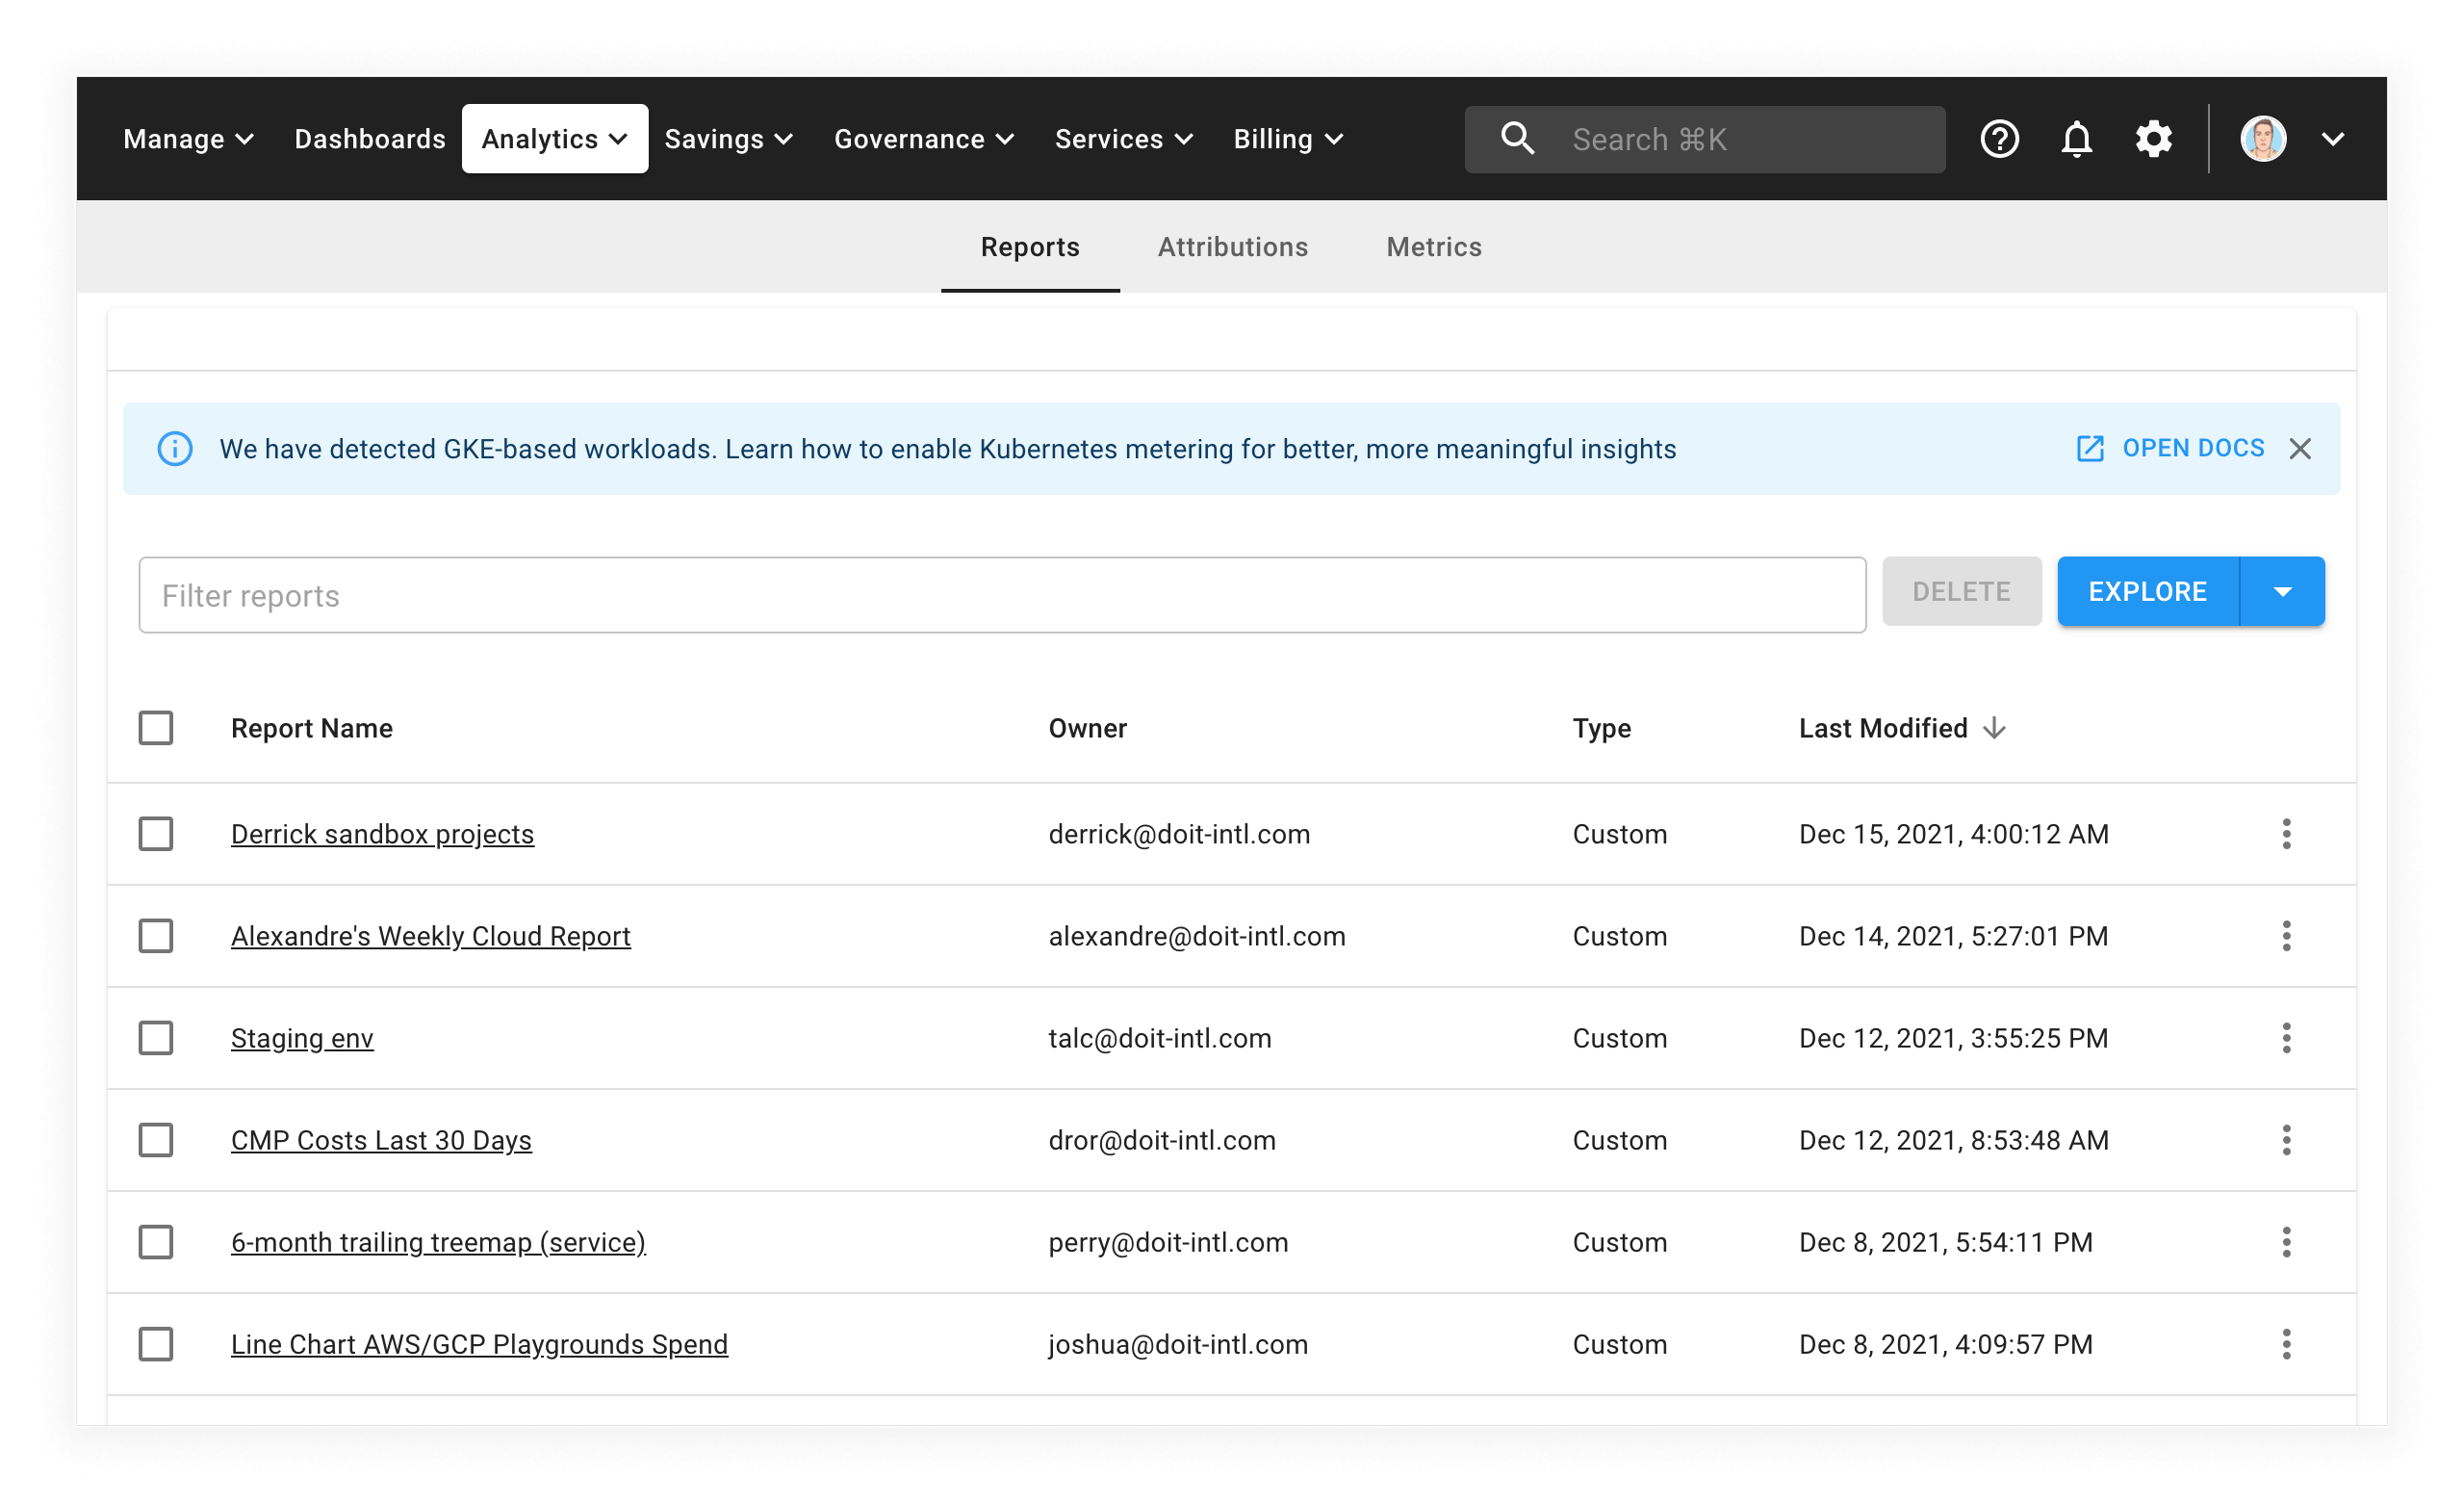 Manage Dashboards Analytics Savings Governance Services Billing Search ⌘K
Reports Attributions Metrics
We have detected GKE-based workloads. Learn how to enable Kubernetes metering for better, more meaningful insights OPEN DOCS
Filter reports DELETE EXPLORE
Report Name Owner Type Last Modified
Derrick sandbox projects derrick@doit-intl.com Custom Dec 15, 2021, 4:00:12 AM
Alexandre's Weekly Cloud Report alexandre@doit-intl.com Custom Dec 14, 2021, 5:27:01 PM
Staging env talc@doit-intl.com Custom Dec 12, 2021, 3:55:25 PM
CMP Costs Last 30 Days dror@doit-intl.com Custom Dec 12, 2021, 8:53:48 AM
6-month trailing treemap (service) perry@doit-intl.com Custom Dec 8, 2021, 5:54:11 PM
Line Chart AWS/GCP Playgrounds Spend joshua@doit-intl.com Custom Dec 8, 2021, 4:09:57 PM